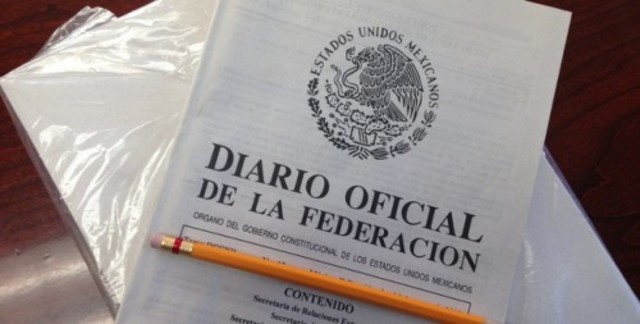 ESTADOS UNIDOS MEXICANOS
DIARIO OFICIAL
DE LA FEDERACION
ORGANO DEL GOBIERNO CONSTITUCIONAL DE LOS ESTADOS UNIDOS MEXICANOS
CONTENIDO
Secretaría de Relaciones